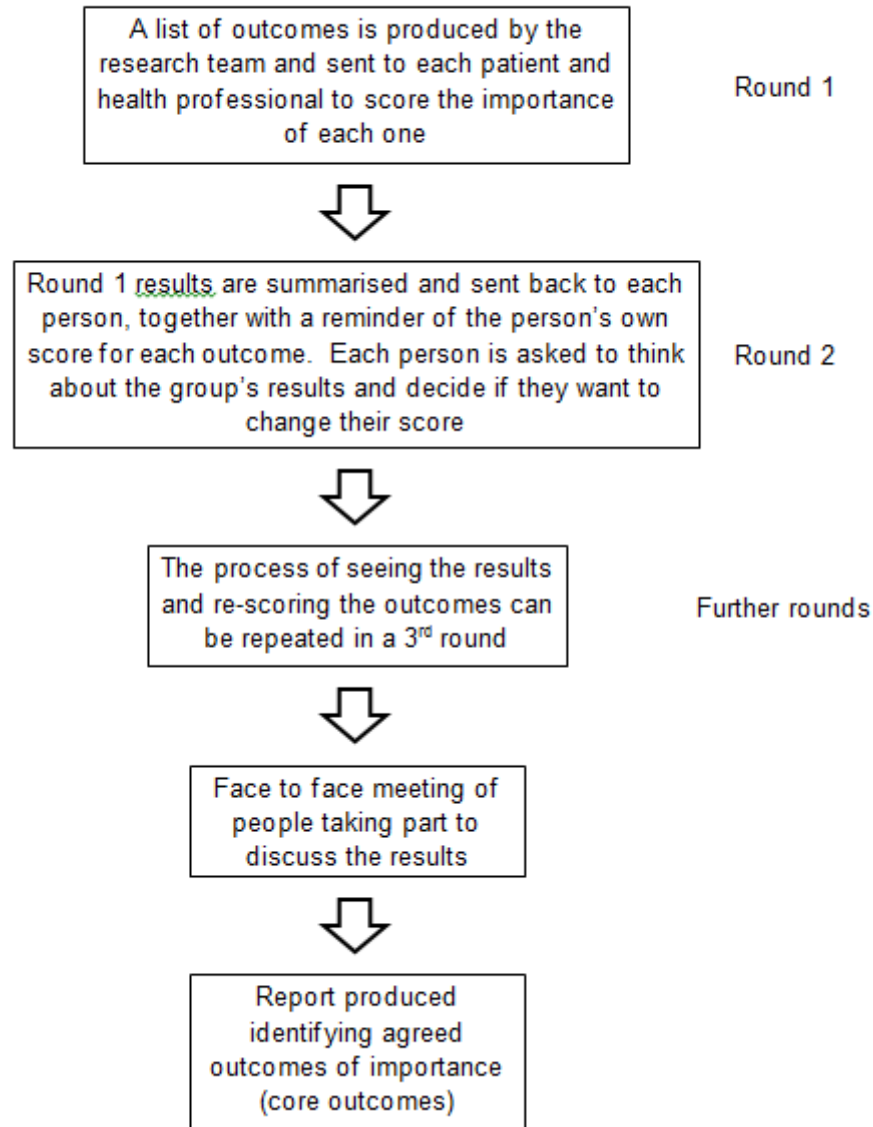 A list of outcomes is produced by the
research team and sent to each patient and
health professional to score the importance
of each one
Round 1
Round 1 results are summarised and sent back to each
person, together with a reminder of the person's own
score for each outcome. Each person is asked to think
about the group's results and decide if they want to
change their score
Round 2
The process of seeing the results
and re-scoring the outcomes can
be repeated in a 3rd round
Further rounds
Face to face meeting of
people taking part to
discuss the results
Report produced
identifying agreed
outcomes of importance
(core outcomes)